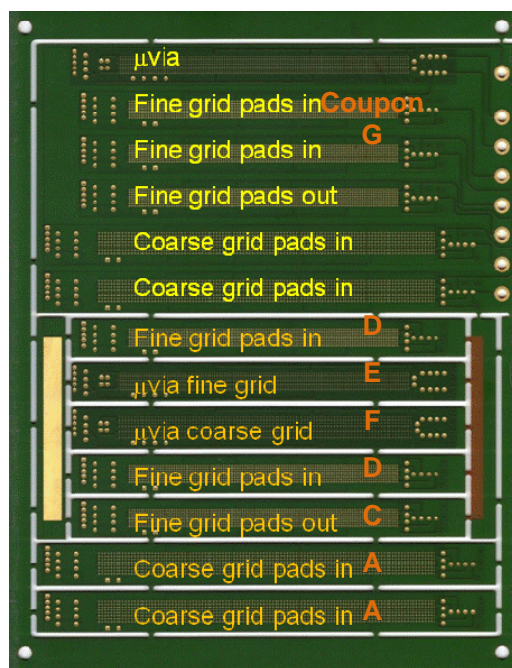 μvia
Fine grid pads in Coupon
Fine grid pads in G
Fine grid pads out
Coarse grid pads in
Coarse grid pads in
Fine grid pads in D
μvia fine grid E
μvia coarse grid F
Fine grid pads in D
Fine grid pads out C
Coarse grid pads in A
Coarse grid pads in A